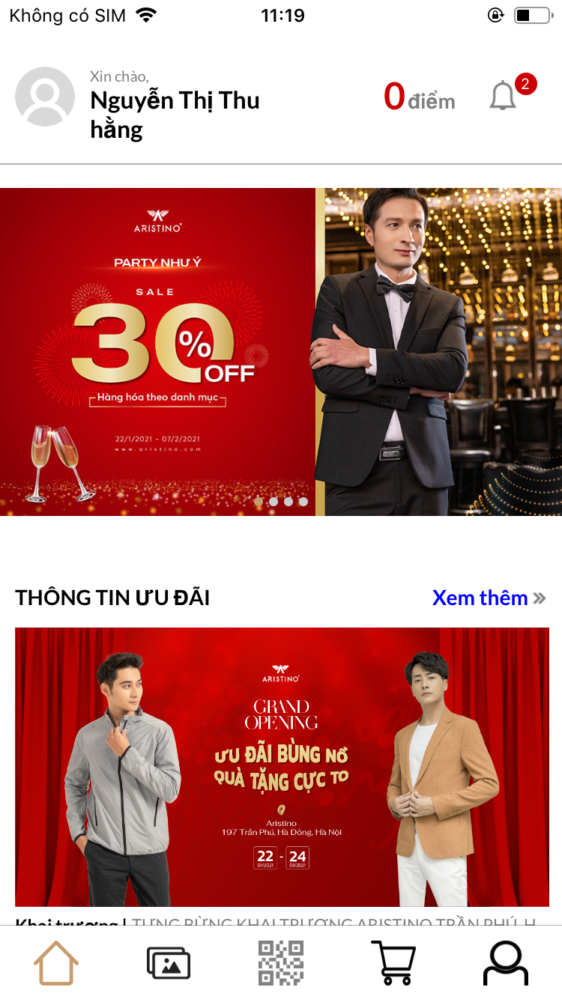 Không có SIM
11:19
Xin chào,
Nguyễn Thị Thu
hằng
0 điểm
2
ARISTINO®
PARTY NHƯ Ý
SALE
30%
OFF
Hàng hóa theo danh mục
22/1/2021 - 07/2/2021
www.aristino.com
THÔNG TIN ƯU ĐÃI
Xem thêm »
ARISTINO®
GRAND
OPENING
ƯU ĐÃI BÙNG NỔ
QUÀ TẶNG CỰC TO
Aristino
197 Trần Phú, Hà Đông, Hà Nội
22 - 24
01/2021 01/2021
Khai trương | TƯNG BỪNG KHAI TRƯƠNG ARISTINO TRẦN PHÚ, H